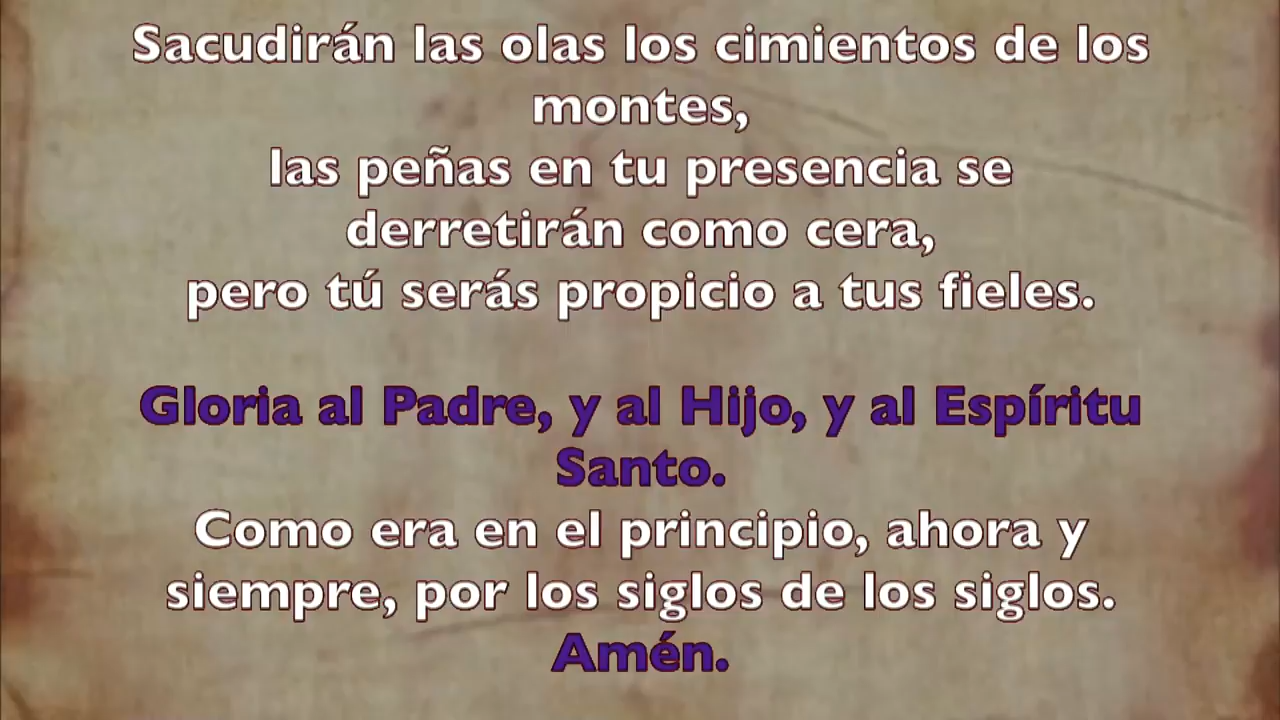 Sacudirán las olas los cimientos de los
montes,
las peñas en tu presencia se
derretirán como cera,
pero tú serás propicio a tus fieles.
Gloria al Padre, y al Hijo, y al Espíritu
Santo.
Como era en el principio, ahora y
siempre, por los siglos de los siglos.
Amén.